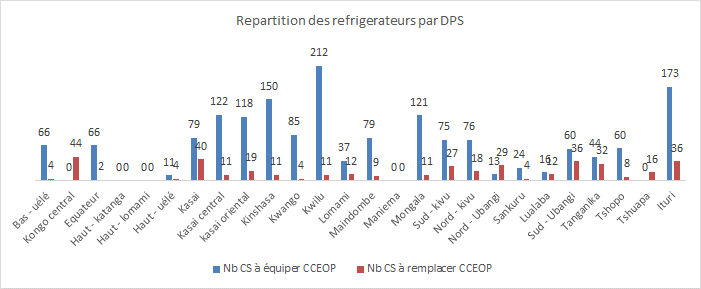 Repartition des refrigerateurs par DPS
66 4 0 44 66 2 0 0 0 0 11 4 79 40 122 11 118 19 150 11 85 4 212 11 37 12 79 9 0 0 121 11 75 27 76 18 13 29 24 4 16 12 60 36 44 32 60 8 0 16 173 36
Bas - uélé
Kongo central
Equateur
Haut - katanga
Haut - lomami
Haut - uélé
Kasai
Kasai central
kasai oriental
Kinshasa
Kwango
Kwilu
Lomami
Maindombe
Maniema
Mongala
Sud - kivu
Nord - kivu
Nord - Ubangi
Sankuru
Lualaba
Sud - Ubangi
Tanganika
Tshopo
Tshuapa
Ituri
Nb CS à équiper CCEOP
Nb CS à remplacer CCEOP